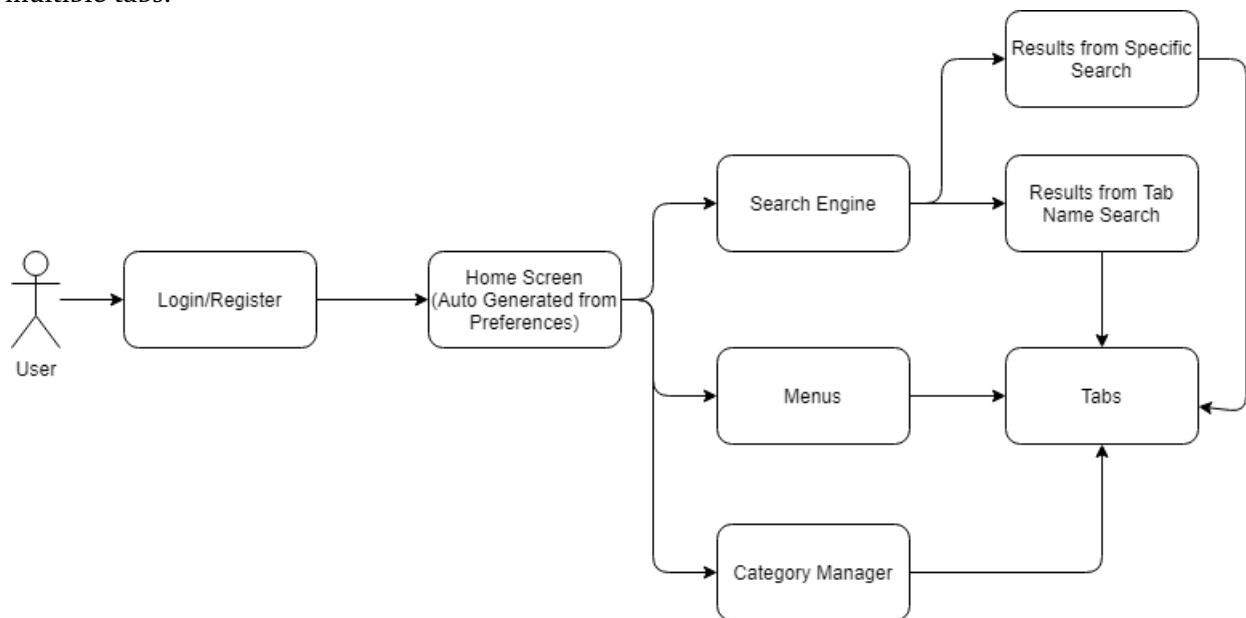 multiple tabs.
Results from Specific
Search
Search Engine
Results from Tab
Name Search
Login/Register
Home Screen
(Auto Generated from
Preferences)
User
Menus
Tabs
Category Manager